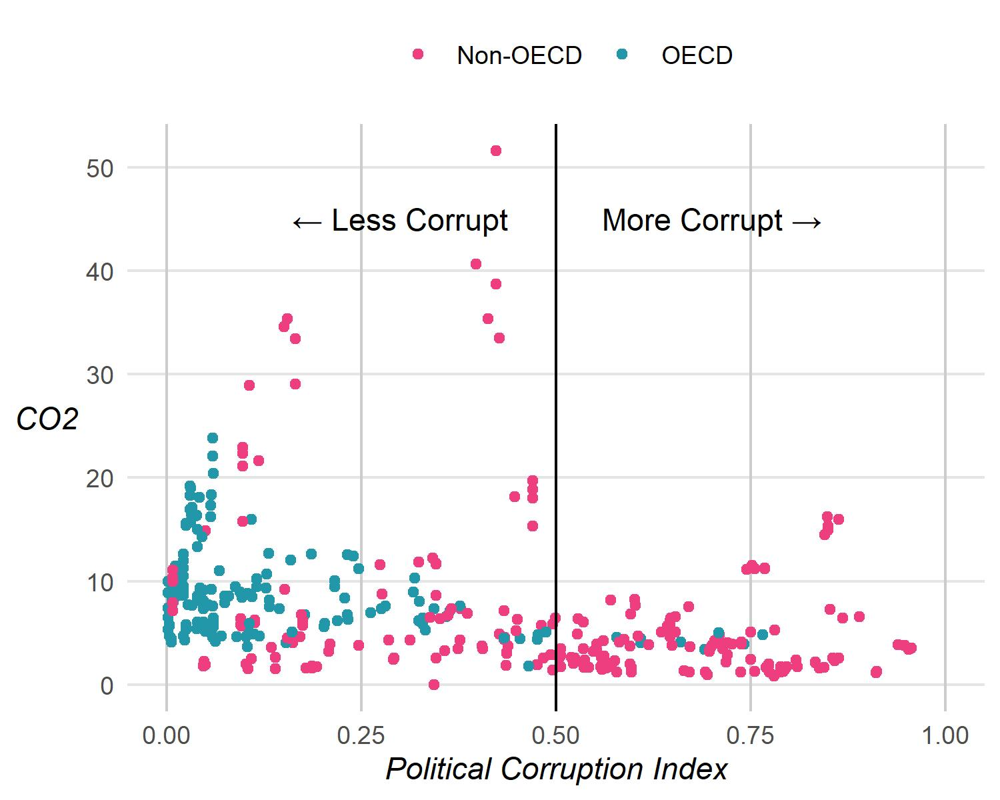 Non-OECD OECD
50
← Less Corrupt More Corrupt →
40
30
CO2
20
10
0
0.00 0.25 0.50 0.75 1.00
Political Corruption Index